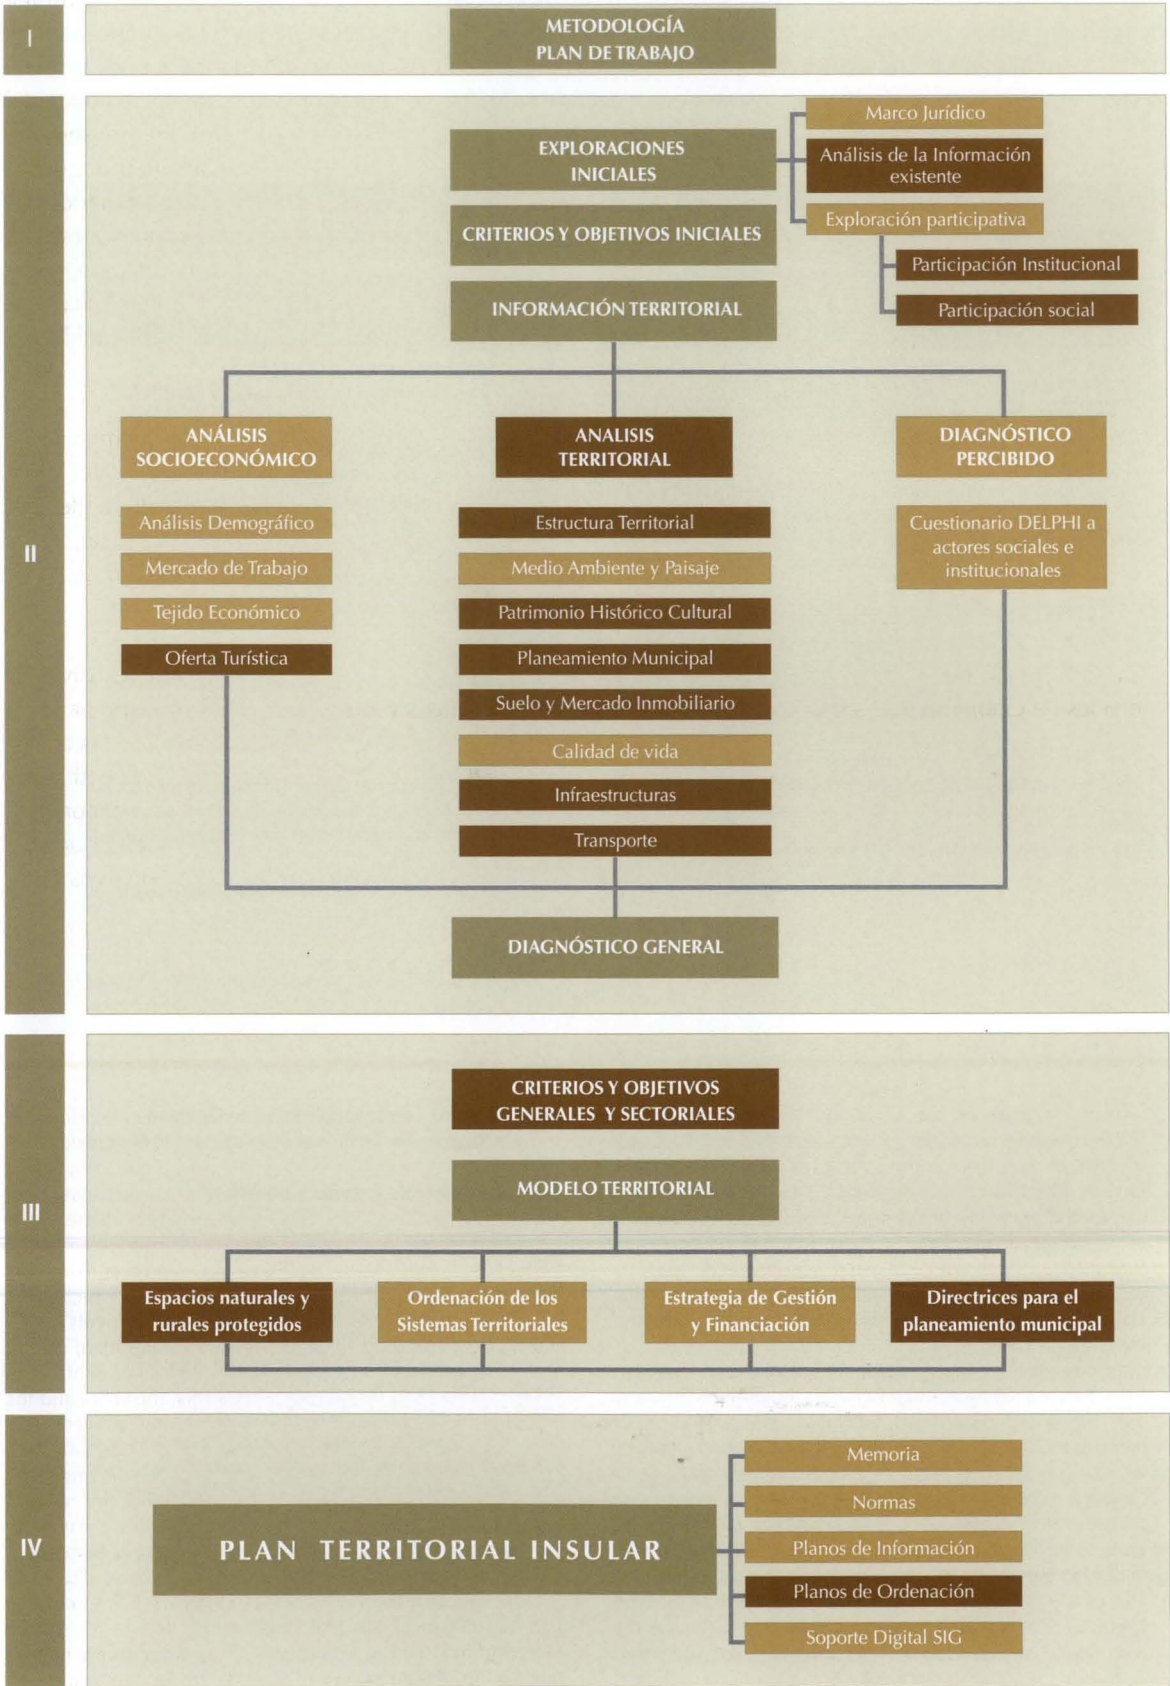 I
METODOLOGÍA
PLAN DE TRABAJO
II
EXPLORACIONES
INICIALES
Marco Jurídico
Análisis de la Información
existente
Exploración participativa
Participación Institucional
Participación social
CRITERIOS Y OBJETIVOS INICIALES
INFORMACIÓN TERRITORIAL
ANÁLISIS
SOCIOECONÓMICO
Análisis Demográfico
Mercado de Trabajo
Tejido Económico
Oferta Turística
ANALISIS
TERRITORIAL
Estructura Territorial
Medio Ambiente y Paisaje
Patrimonio Histórico Cultural
Planeamiento Municipal
Suelo y Mercado Inmobiliario
Calidad de vida
Infraestructuras
Transporte
DIAGNÓSTICO
PERCIBIDO
Cuestionario DELPHI a
actores sociales e
institucionales
DIAGNÓSTICO GENERAL
III
CRITERIOS Y OBJETIVOS
GENERALES Y SECTORIALES
MODELO TERRITORIAL
Espacios naturales y
rurales protegidos
Ordenación de los
Sistemas Territoriales
Estrategia de Gestión
y Financiación
Directrices para el
planeamiento municipal
IV
PLAN TERRITORIAL INSULAR
Memoria
Normas
Planos de Información
Planos de Ordenación
Soporte Digital SIG